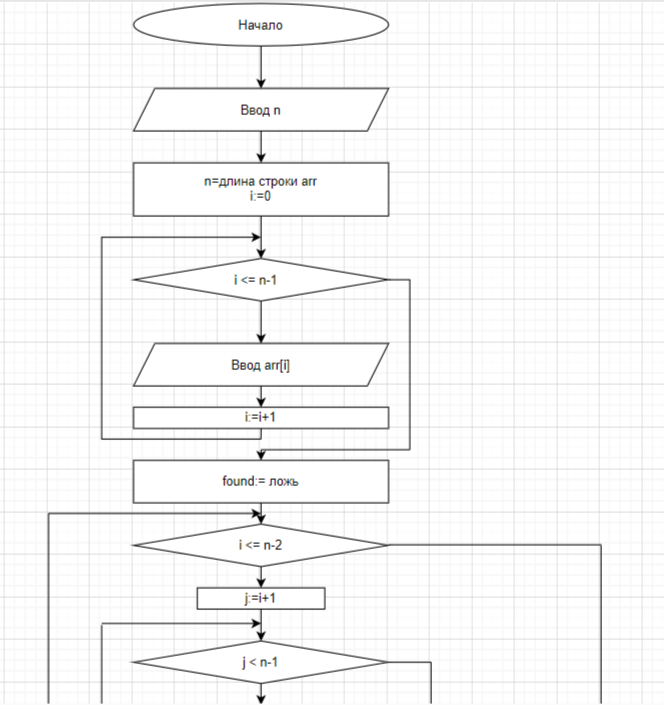 Начало
Ввод n
n=длина строки arr
i:=0
i <= n-1
Ввод arr[i]
i:=i+1
found:= ложь
i <= n-2
j:=i+1
j < n-1